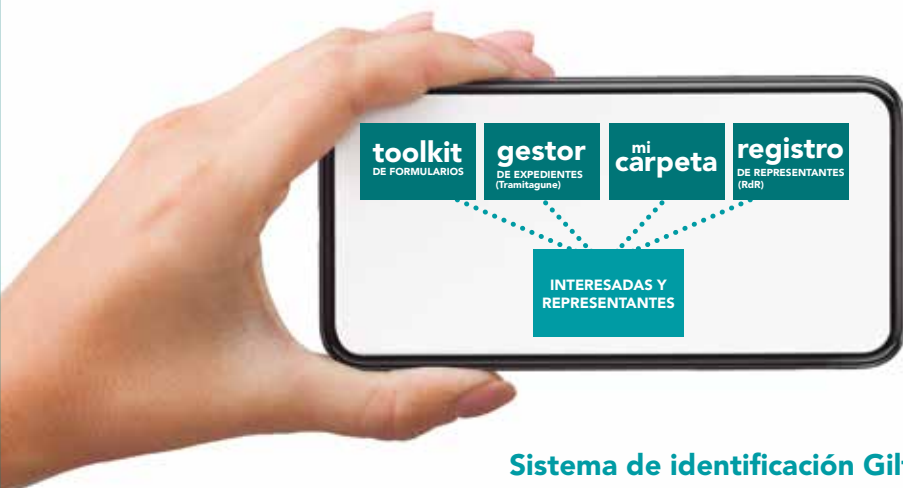 toolkit
DE FORMULARIOS
gestor
DE EXPEDIENTES
(Tramitagune)
mi
carpeta
registro
DE REPRESENTANTES
(RdR)
INTERESADAS Y
REPRESENTANTES
Sistema de identificación